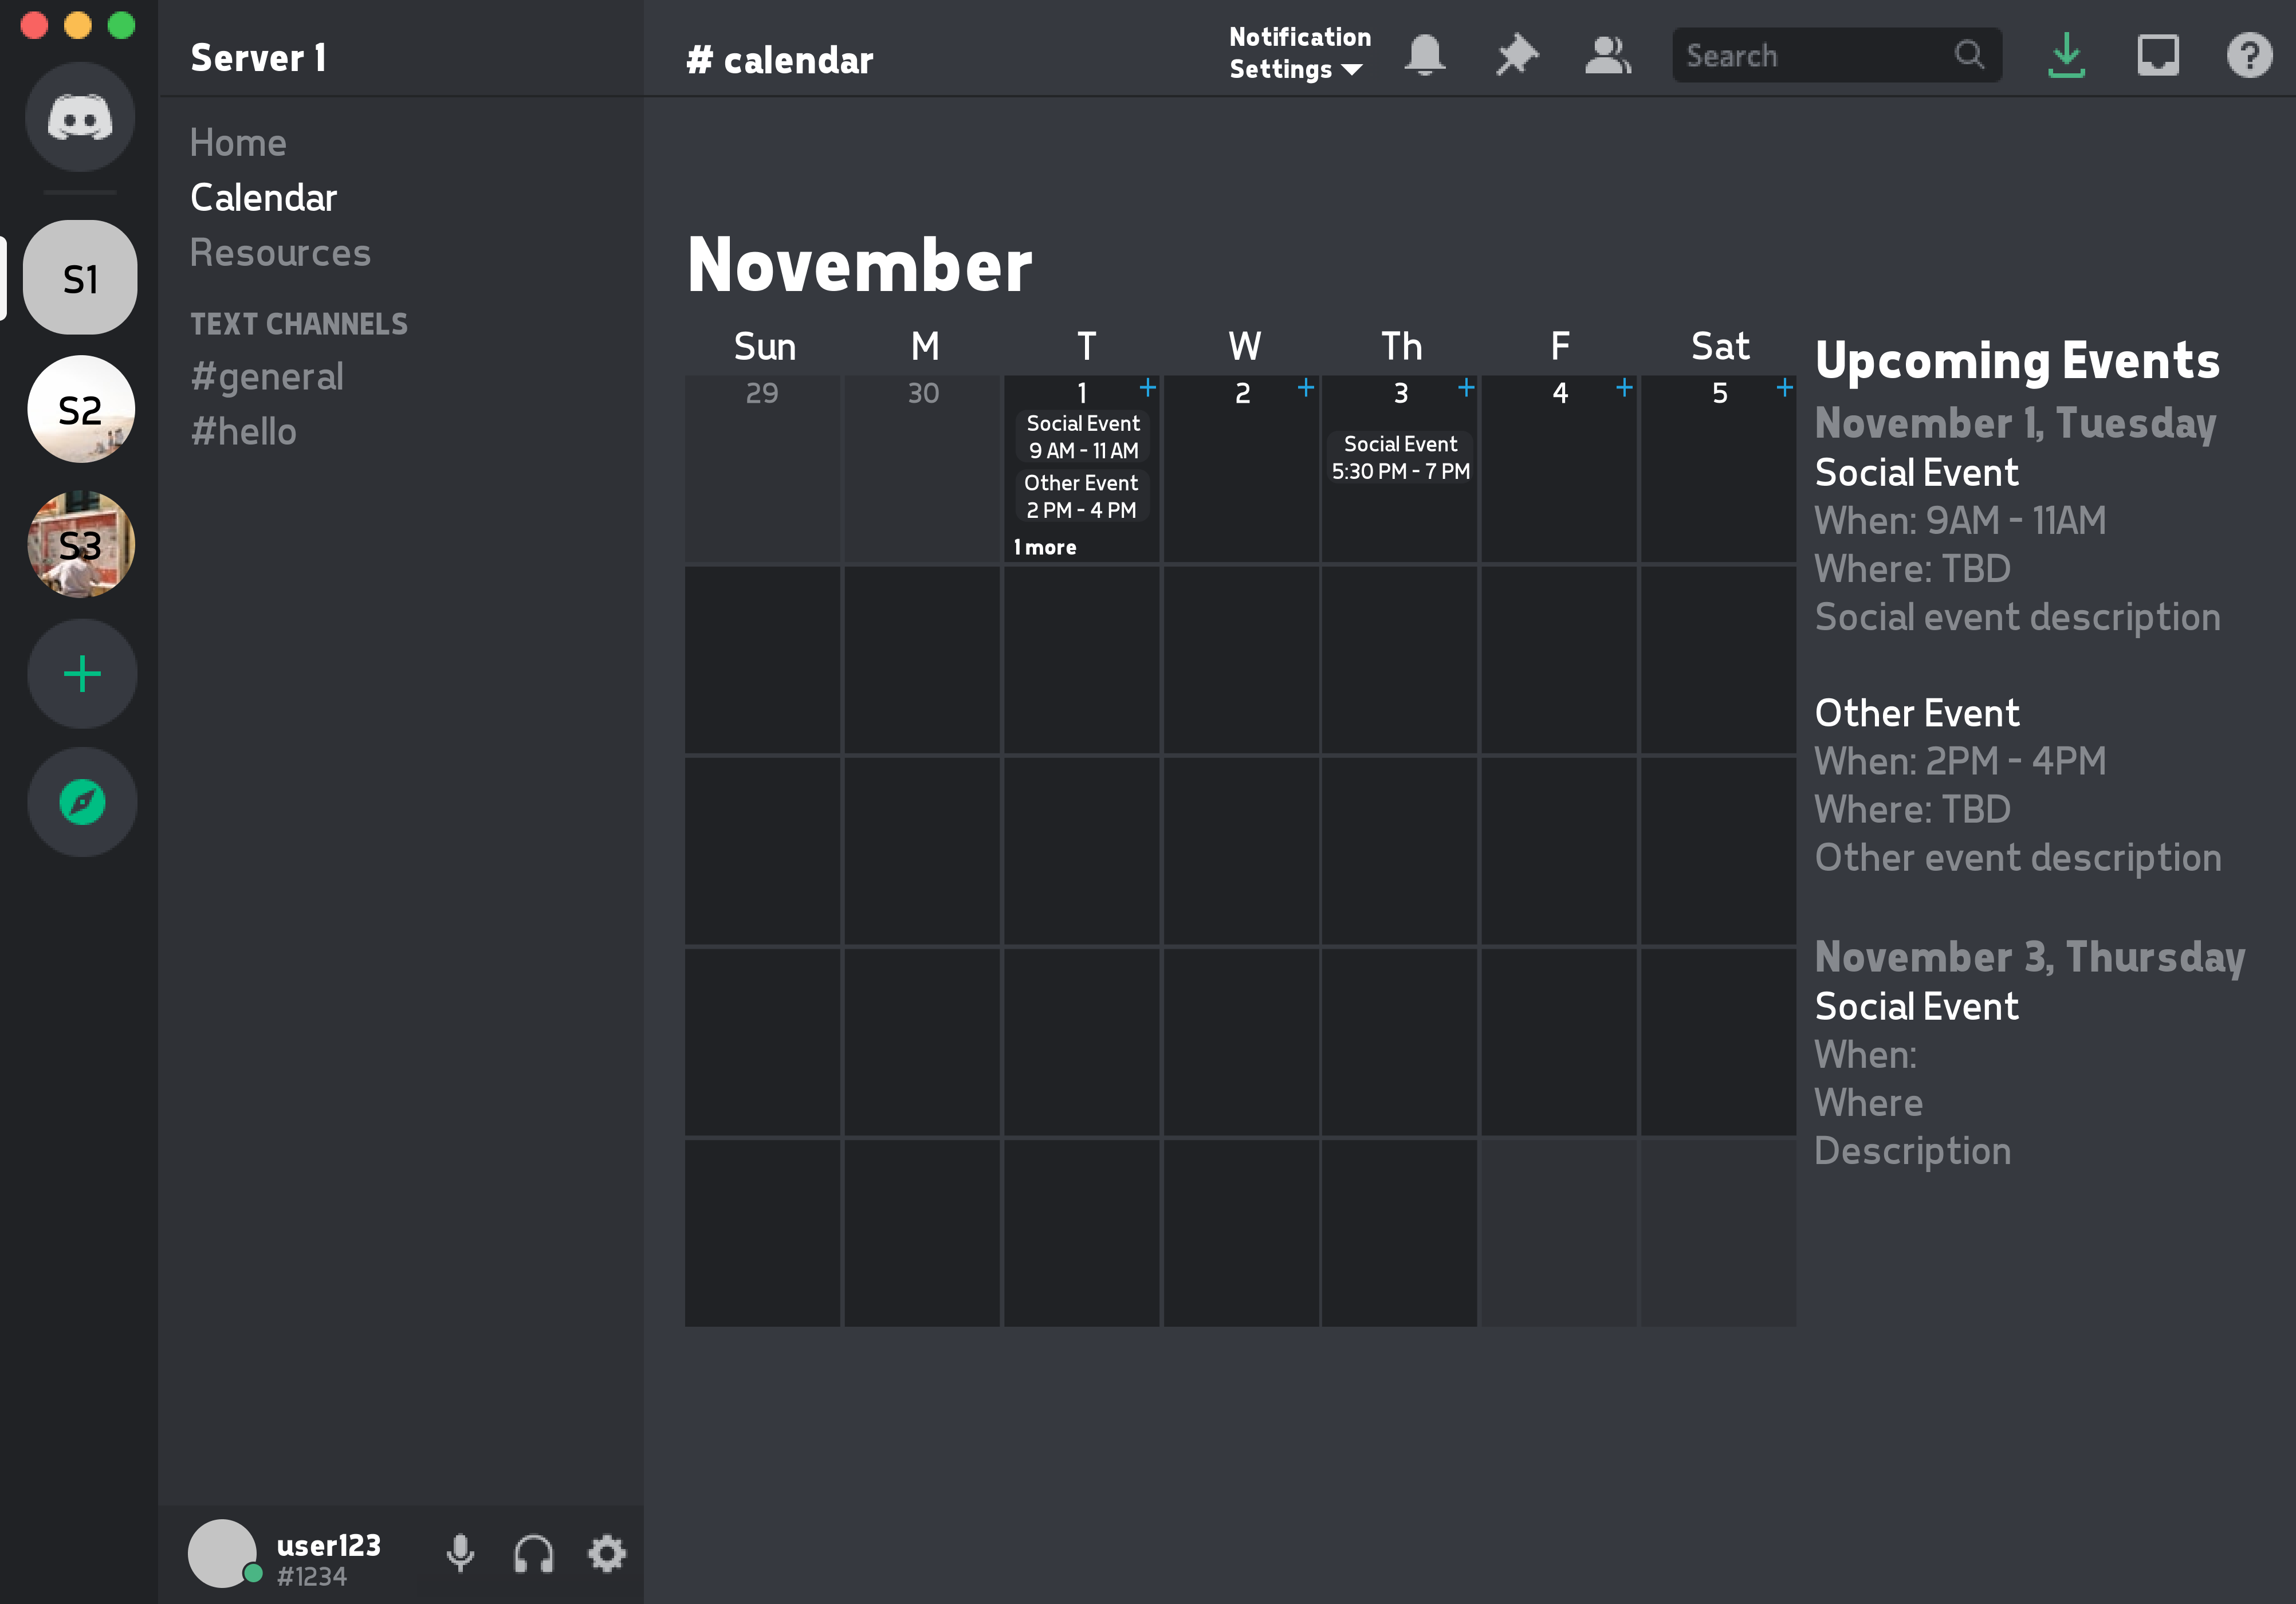 Server 1
# calendar
Notification
Settings
Search
Home
Calendar
Resources
TEXT CHANNELS
#general
#hello
S1
S2
S3
November
Sun M T W Th F Sat
29 30 1 + 2 + 3 + 4 + 5 +
Social Event
9 AM - 11 AM
Other Event
2 PM - 4 PM
1 more
Social Event
5:30 PM - 7 PM
Upcoming Events
November 1, Tuesday
Social Event
When: 9AM - 11AM
Where: TBD
Social event description
Other Event
When: 2PM - 4PM
Where: TBD
Other event description
November 3, Thursday
Social Event
When:
Where
Description
user123
#1234